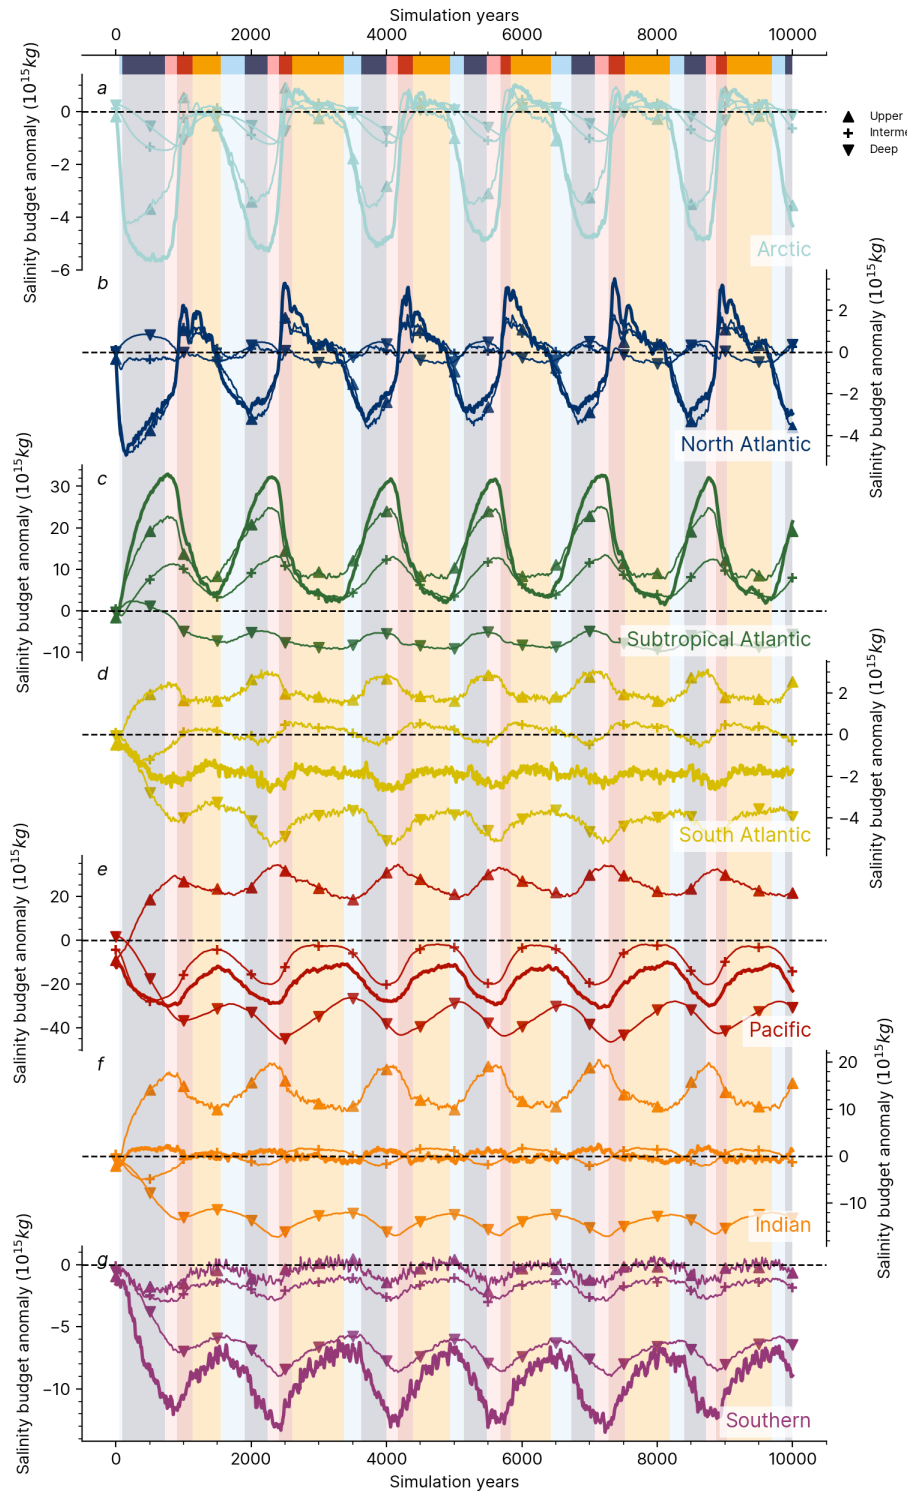 Simulation years
0 2000 4000 6000 8000 10000
a
0
−2
−4
−6
Salinity budget anomaly (10¹⁵kg)
Arctic
Upper
Interme
Deep
b
2
0
−2
−4
Salinity budget anomaly (10¹⁵kg)
North Atlantic
c
30
20
10
0
−10
Salinity budget anomaly (10¹⁵kg)
Subtropical Atlantic
d
2
0
−2
−4
Salinity budget anomaly (10¹⁵kg)
South Atlantic
e
20
0
−20
−40
Salinity budget anomaly (10¹⁵kg)
Pacific
f
20
10
0
−10
Salinity budget anomaly (10¹⁵kg)
Indian
g
0
−5
−10
Salinity budget anomaly (10¹⁵kg)
Southern
0 2000 4000 6000 8000 10000
Simulation years